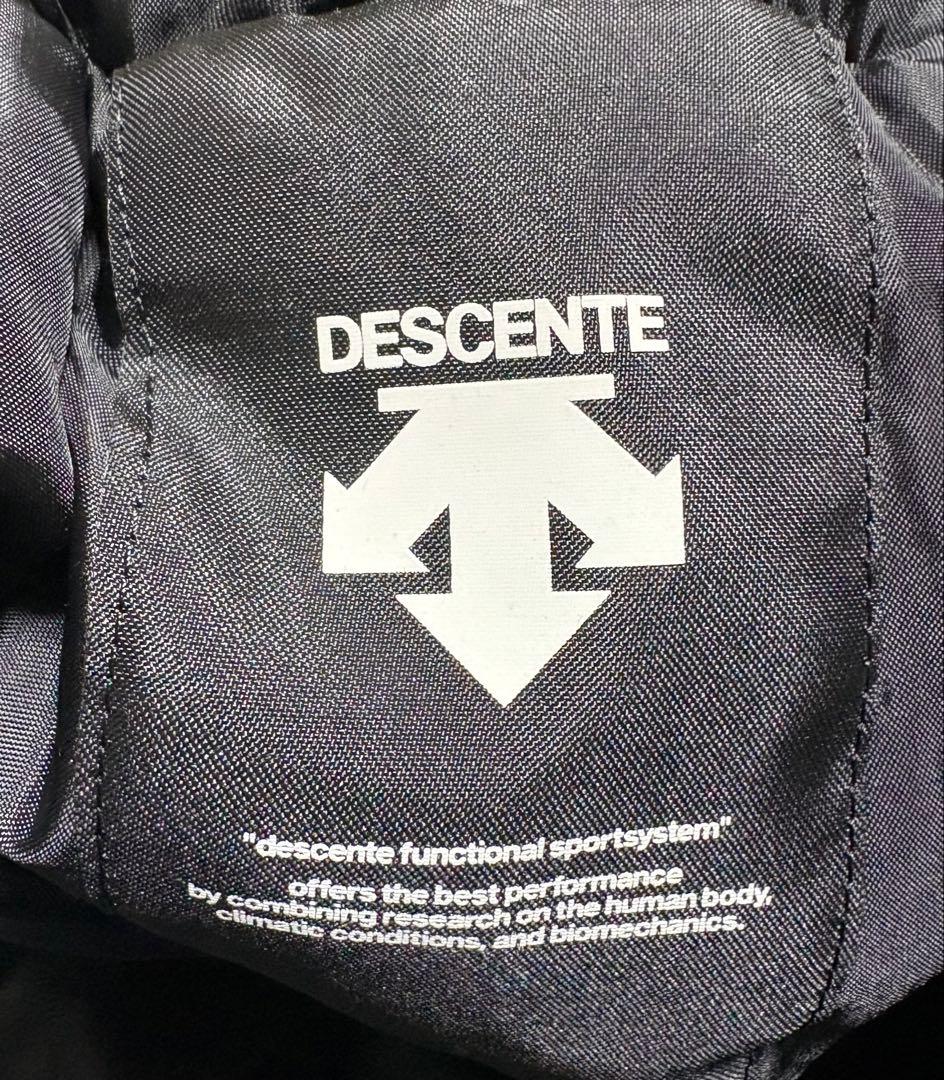 DESCENTE
"descente functional sportsystem"
offers the best performance
by combining research on the human body,
climatic conditions, and biomechanics.